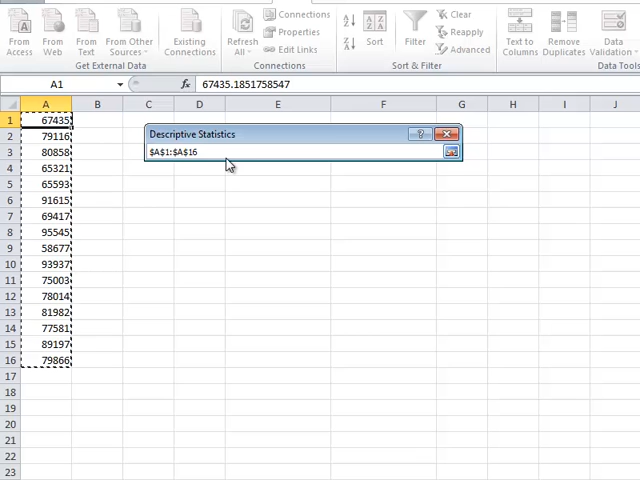 From Access
From Web
From Text
From Other Sources
Existing Connections
Get External Data
Refresh All
Connections
Properties
Edit Links
Connections
Sort
Filter
Clear
Reapply
Advanced
Sort & Filter
Text to Columns
Remove Duplicates
Data Validation
Data Tools
A1
fx
67435.1851758547
A B C D E F G H I J
1 67435
2 79116
3 80858
4 65321
5 65593
6 91615
7 69417
8 95545
9 58677
10 93937
11 75003
12 78014
13 81982
14 77581
15 89197
16 79866
17
18
19
20
21
22
23
Descriptive Statistics
?
$A$1:$A$16